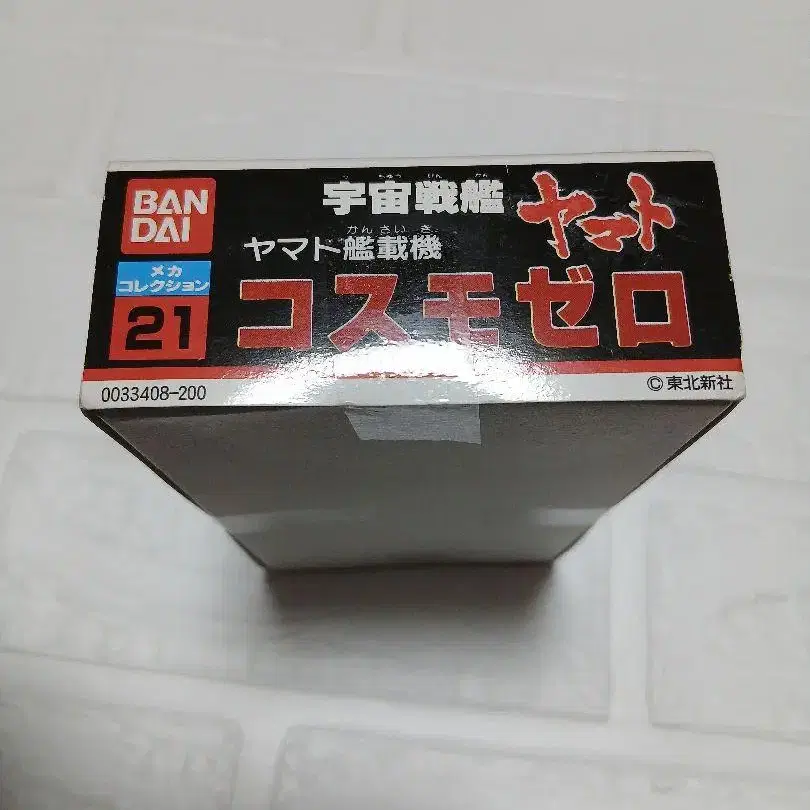 BAN
DAI
メカ
コレクション
21
宇宙戦艦
ヤマト
かんさいき
ヤマト艦載機
コスモゼロ
0033408-200
©東北新社